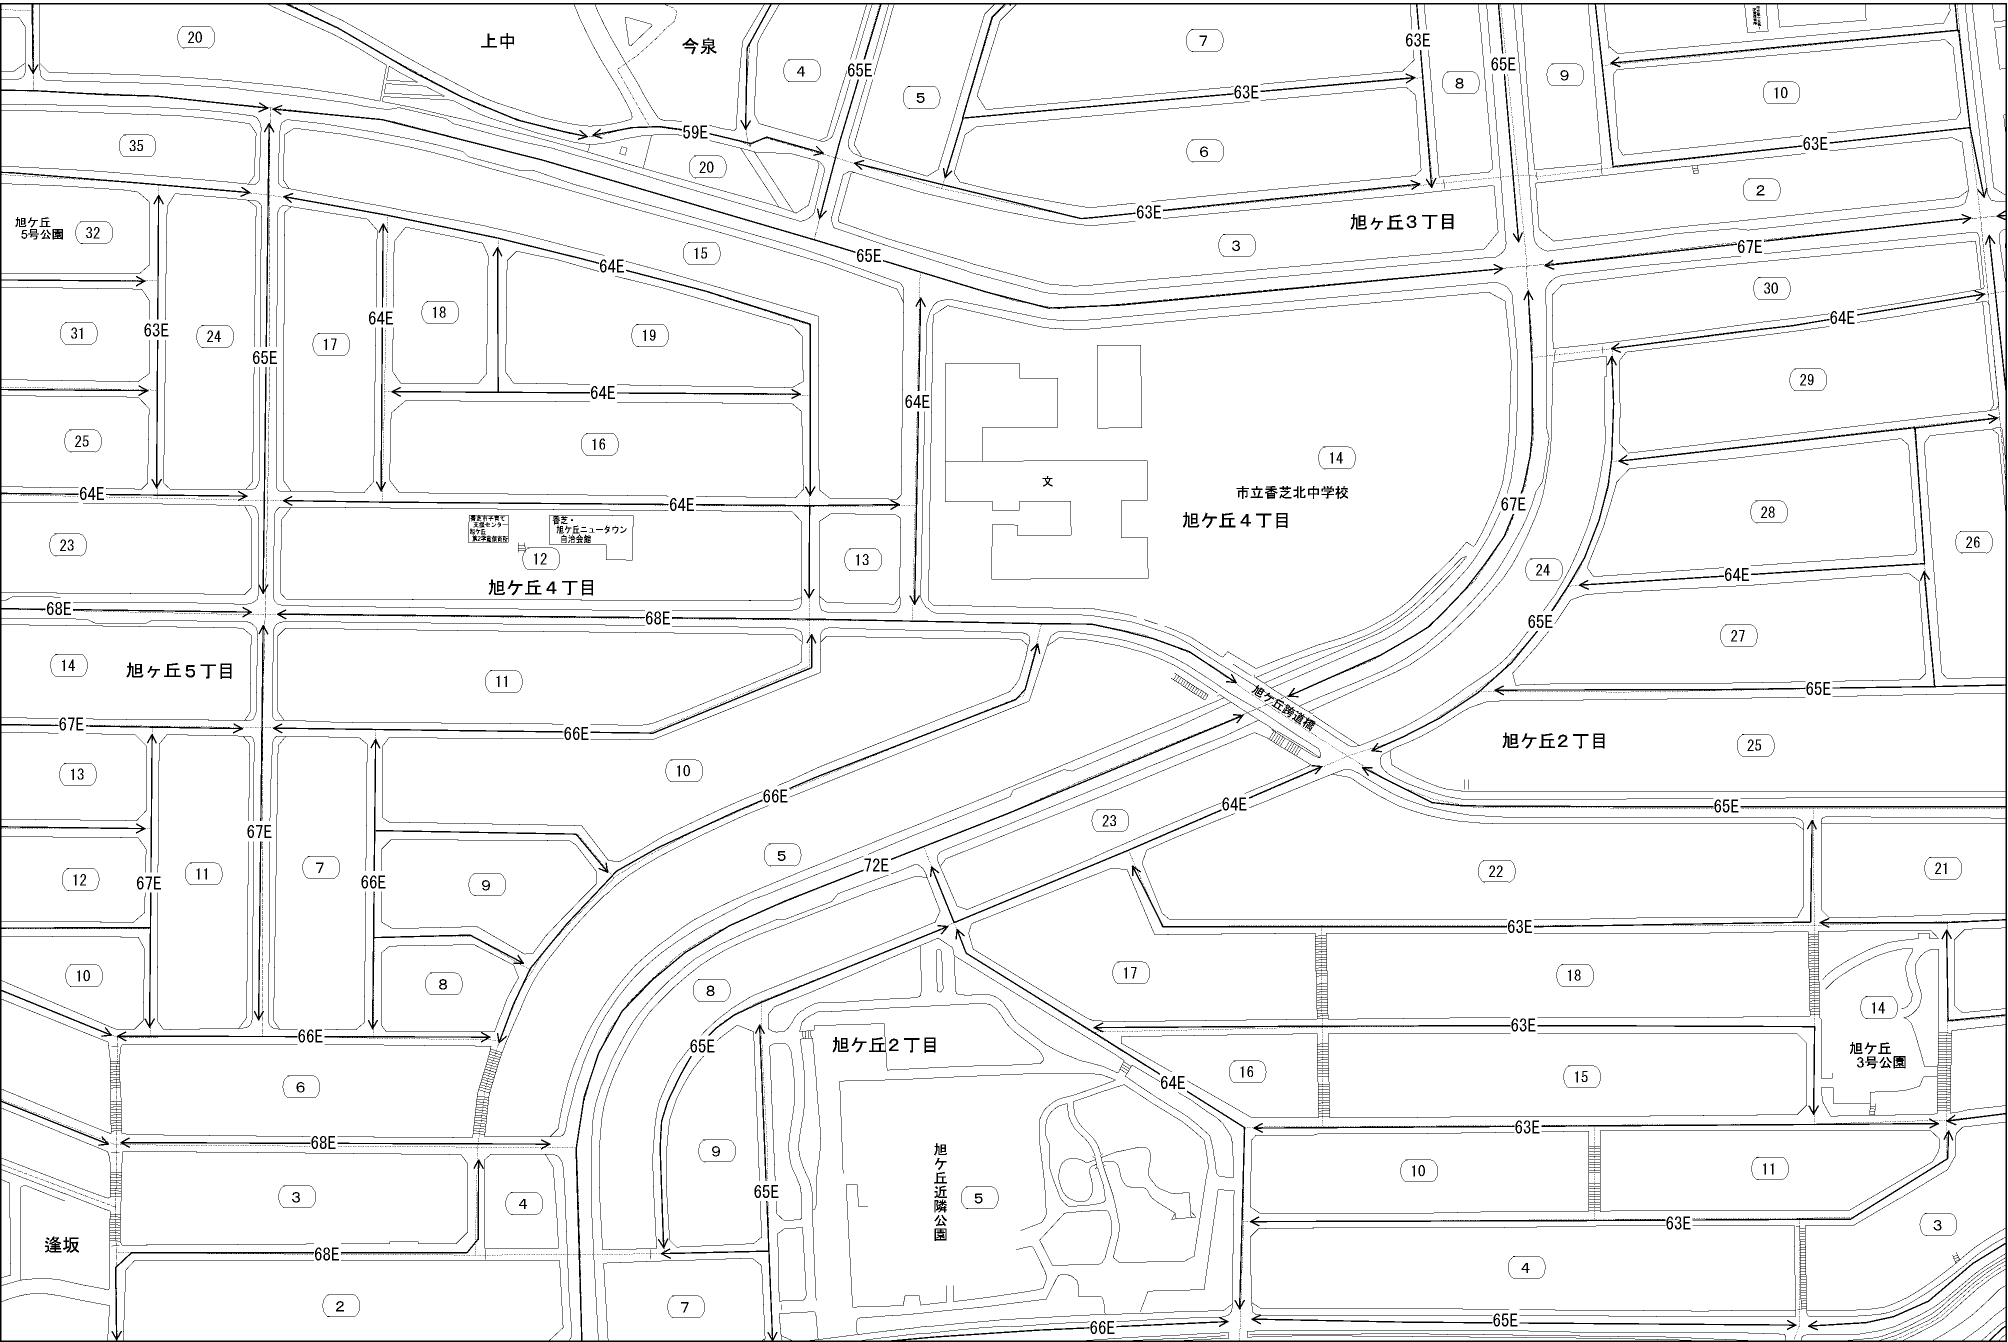 20
上中
今泉
4
65E
5
7
63E
63E
8
65E
9
10
35
59E
20
6
63E
63E
2
旭ケ丘
5号公園
32
64E
15
65E
3
旭ヶ丘3丁目
67E
30
31
63E
24
65E
17
64E
18
19
64E
64E
64E
29
25
16
14
市立香芝北中学校
文
64E
64E
旭ケ丘4丁目
67E
28
26
23
香芝・
旭ケ丘ニュータウン
自治会館
12
13
旭ケ丘4丁目
24
64E
68E
68E
65E
27
14
旭ヶ丘5丁目
11
旭ケ丘跨道橋
65E
67E
66E
旭ケ丘2丁目
25
13
10
66E
64E
65E
67E
23
5
72E
12
67E
11
7
66E
9
22
21
63E
10
8
8
17
18
14
66E
65E
旭ケ丘2丁目
63E
旭ケ丘
3号公園
6
64E
16
15
68E
9
63E
旭ケ丘近隣公園
10
11
3
4
65E
5
63E
3
逢坂
68E
4
2
7
66E
65E